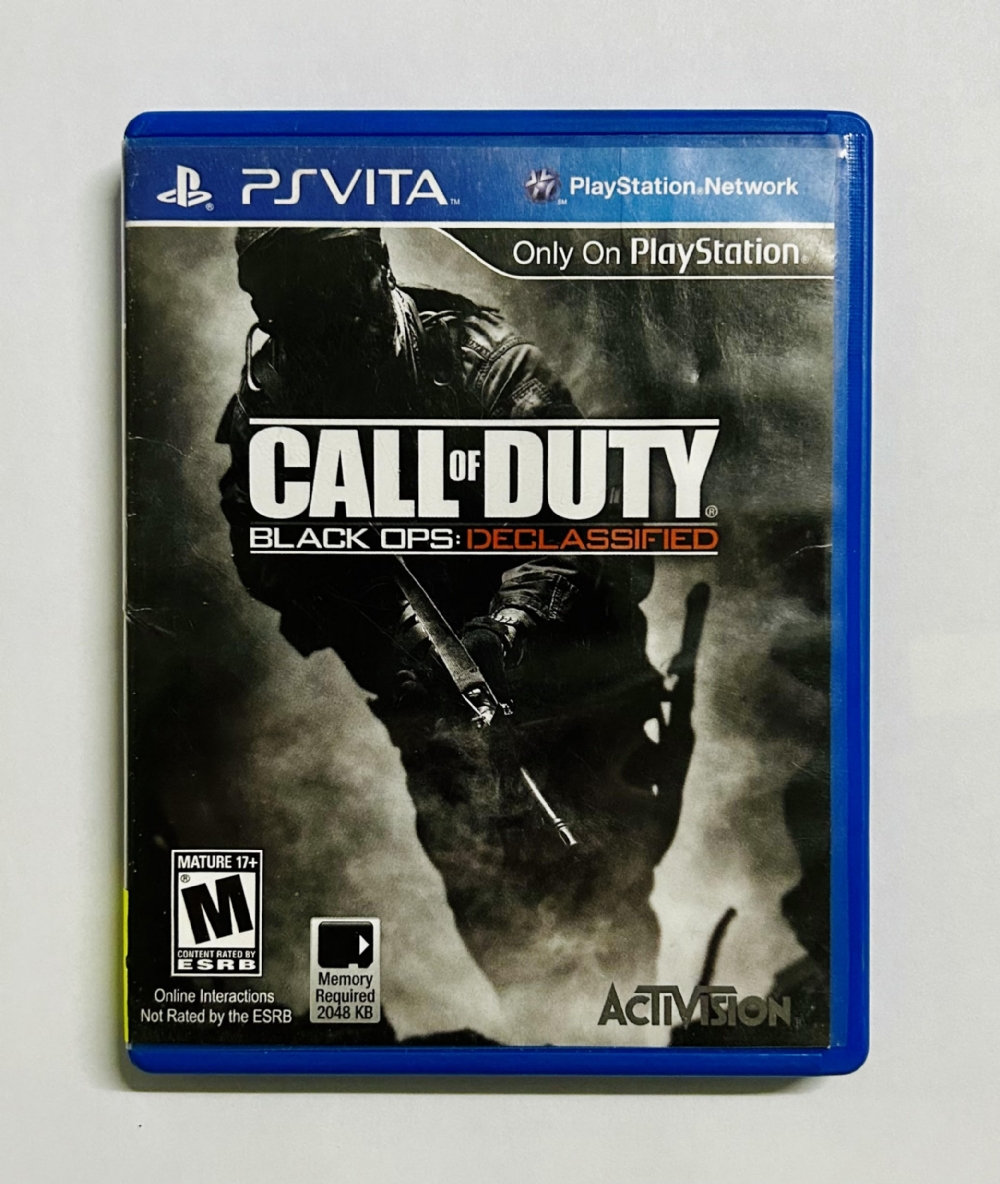 PSVITA™
PlayStation®Network
Only On PlayStation®
CALL OF DUTY®
BLACK OPS: DECLASSIFIED
MATURE 17+
M®
CONTENT RATED BY
ESRB
Online Interactions
Not Rated by the ESRB
Memory
Required
2048 KB
ACTIVISION